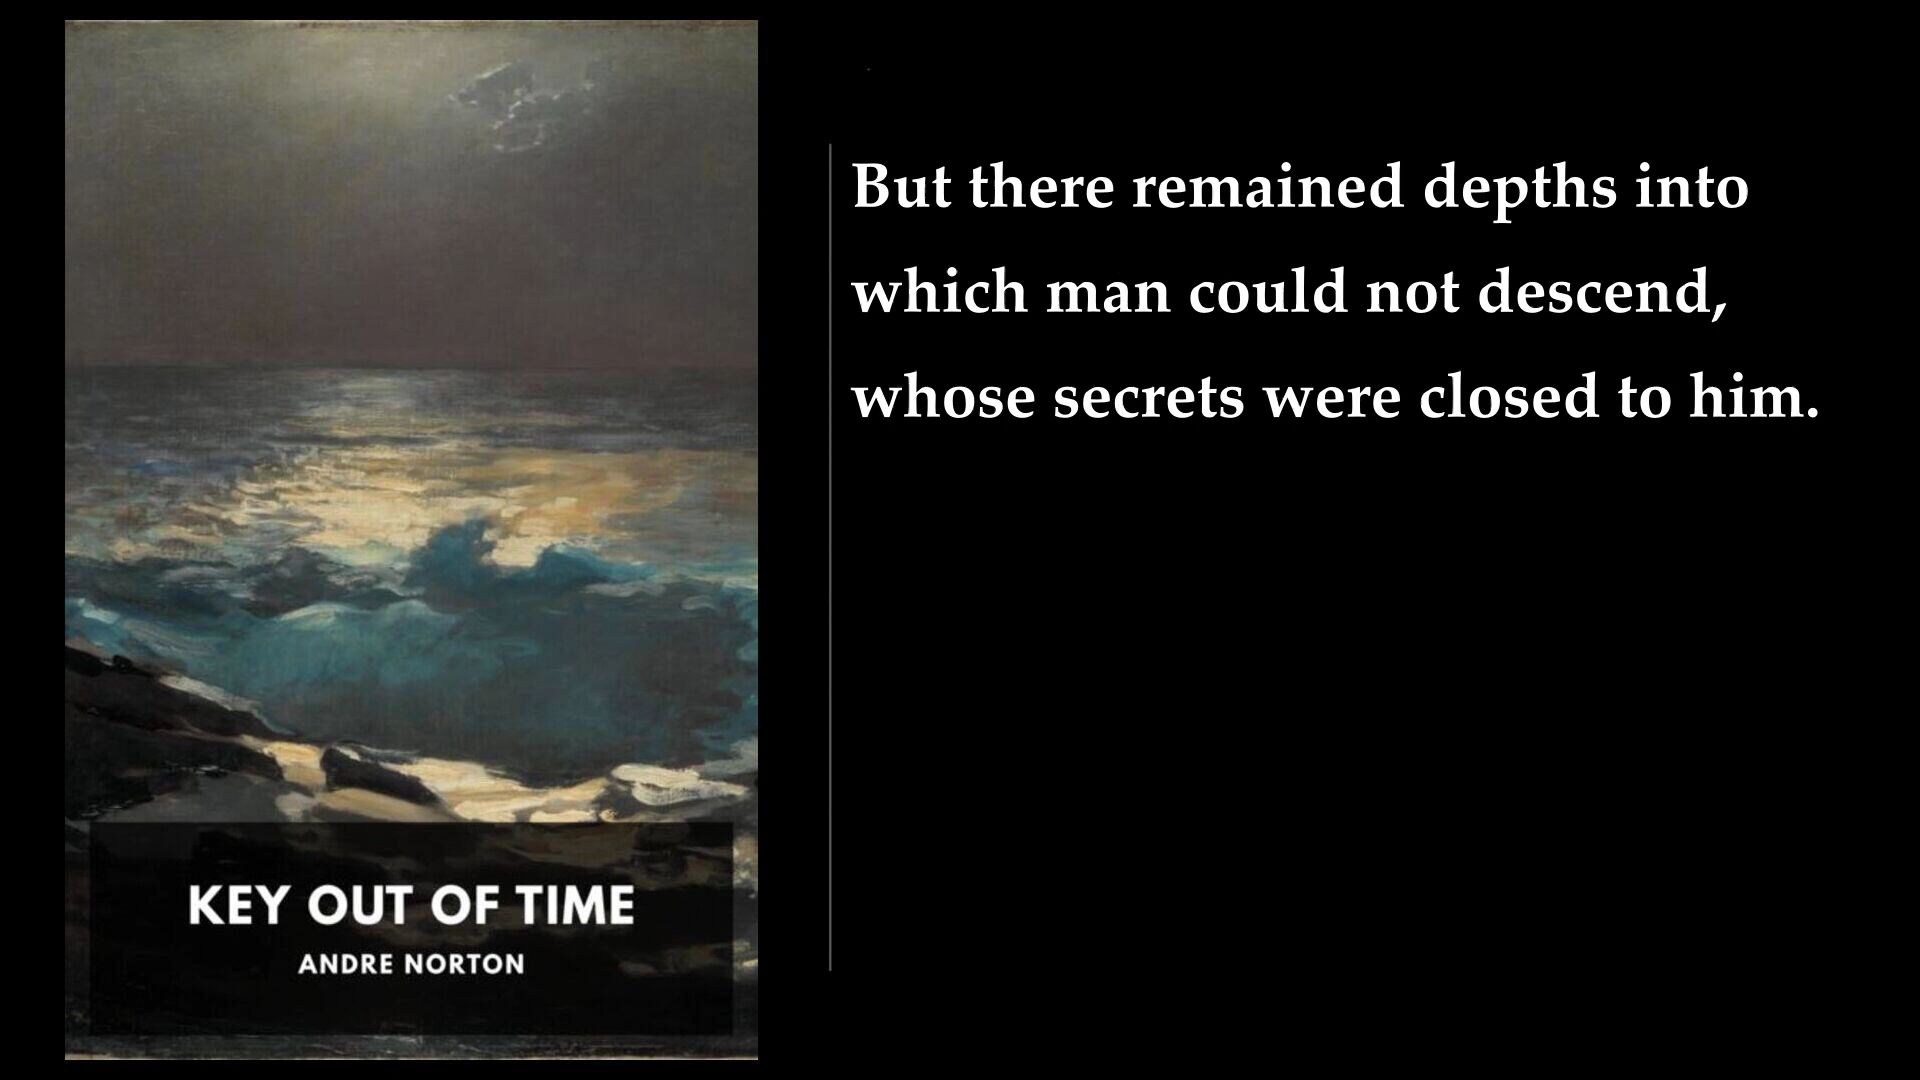 But there remained depths into
which man could not descend,
whose secrets were closed to him.
KEY OUT OF TIME
ANDRE NORTON